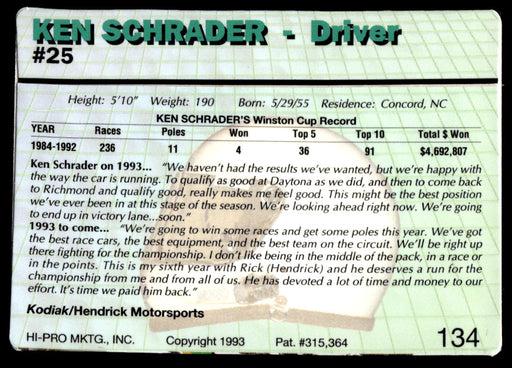 KEN SCHRADER - Driver
#25
Height: 5'10" Weight: 190 Born: 5/29/55 Residence: Concord, NC
KEN SCHRADER'S Winston Cup Record
YEAR Races Poles Won Top 5 Top 10 Total $ Won
1984-1992 236 11 4 36 91 $4,692,807
Ken Schrader on 1993... "We haven't had the results we've wanted, but we're happy with
the way the car is running. To qualify as good at Daytona as we did, and then to come back
to Richmond and qualify good, really makes me feel good. This might be the best position
we've ever been in at this stage of the season. We're looking ahead right now. We're going
to end up in victory lane...soon."
1993 to come... "We're going to win some races and get some poles this year. We've got
the best race cars, the best equipment, and the best team on the circuit. We'll be right up
there fighting for the championship. I don't like being in the middle of the pack, in a race or
in the points. This is my sixth year with Rick (Hendrick) and he deserves a run for the
championship from me and from all of us. He has devoted a lot of time and money to our
effort. It's time we paid him back."
Kodiak/Hendrick Motorsports
HI-PRO MKTG., INC. Copyright 1993 Pat. #315,364 134